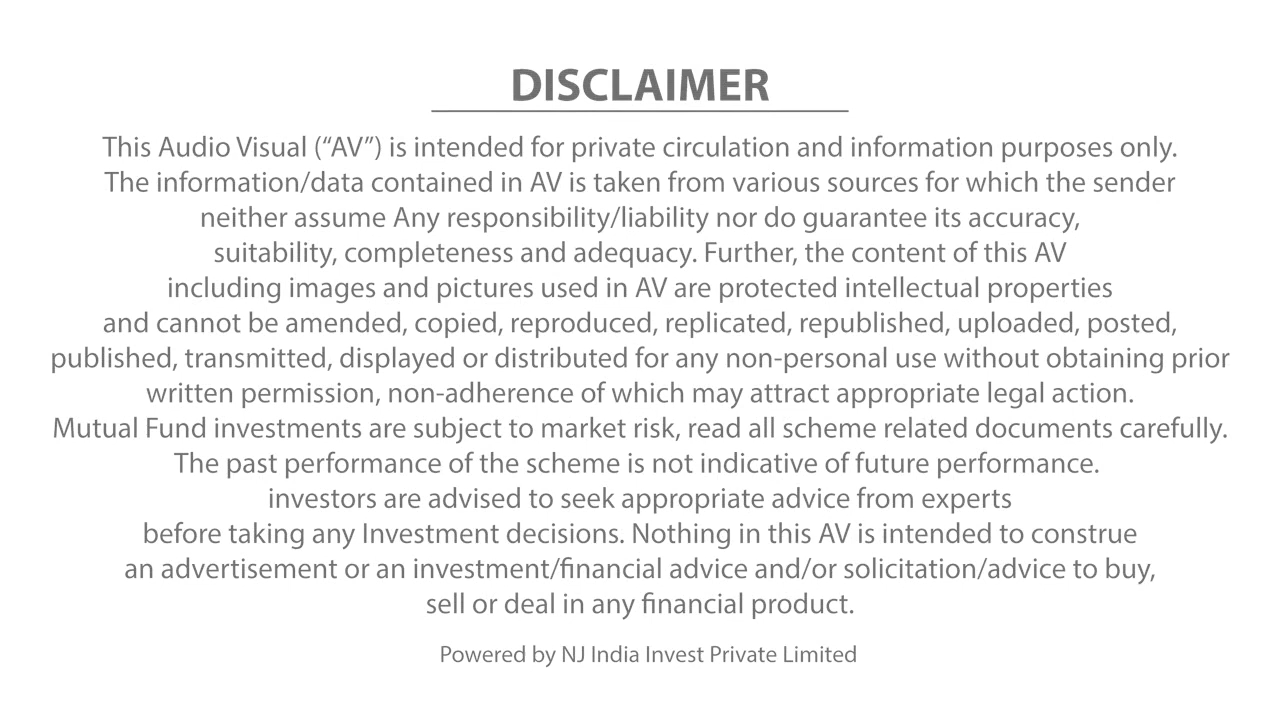 DISCLAIMER
This Audio Visual (“AV”) is intended for private circulation and information purposes only.
The information/data contained in AV is taken from various sources for which the sender
neither assume Any responsibility/liability nor do guarantee its accuracy,
suitability, completeness and adequacy. Further, the content of this AV
including images and pictures used in AV are protected intellectual properties
and cannot be amended, copied, reproduced, replicated, republished, uploaded, posted,
published, transmitted, displayed or distributed for any non-personal use without obtaining prior
written permission, non-adherence of which may attract appropriate legal action.
Mutual Fund investments are subject to market risk, read all scheme related documents carefully.
The past performance of the scheme is not indicative of future performance.
investors are advised to seek appropriate advice from experts
before taking any Investment decisions. Nothing in this AV is intended to construe
an advertisement or an investment/financial advice and/or solicitation/advice to buy,
sell or deal in any financial product.
Powered by NJ India Invest Private Limited